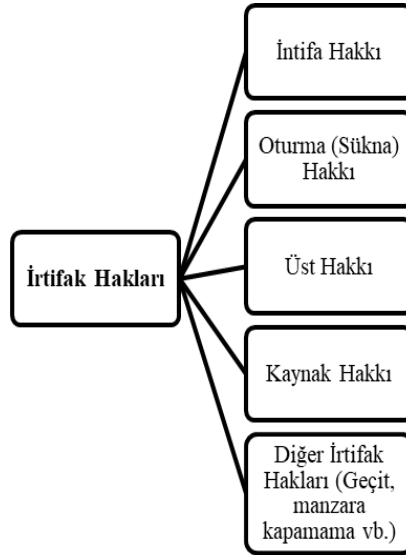 İrtifak Hakları
İntifa Hakkı
Oturma (Sükna)
Hakkı
Üst Hakkı
Kaynak Hakkı
Diğer İrtifak
Hakları (Geçit,
manzara
kapamama vb.)